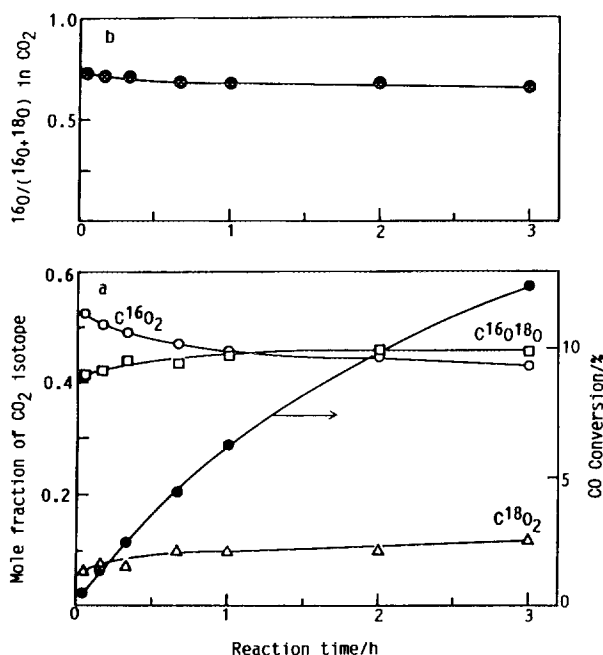 1.0
b
0.5
0
0
1
2
3
¹⁶O/(¹⁶O+¹⁸O) in CO₂
0.6
a
C¹⁶O₂
C¹⁶O¹⁸O
0.4
10
0.2
5
C¹⁸O₂
0
0
1
2
3
Mole fraction of CO₂ isotope
CO Conversion/%
Reaction time/h